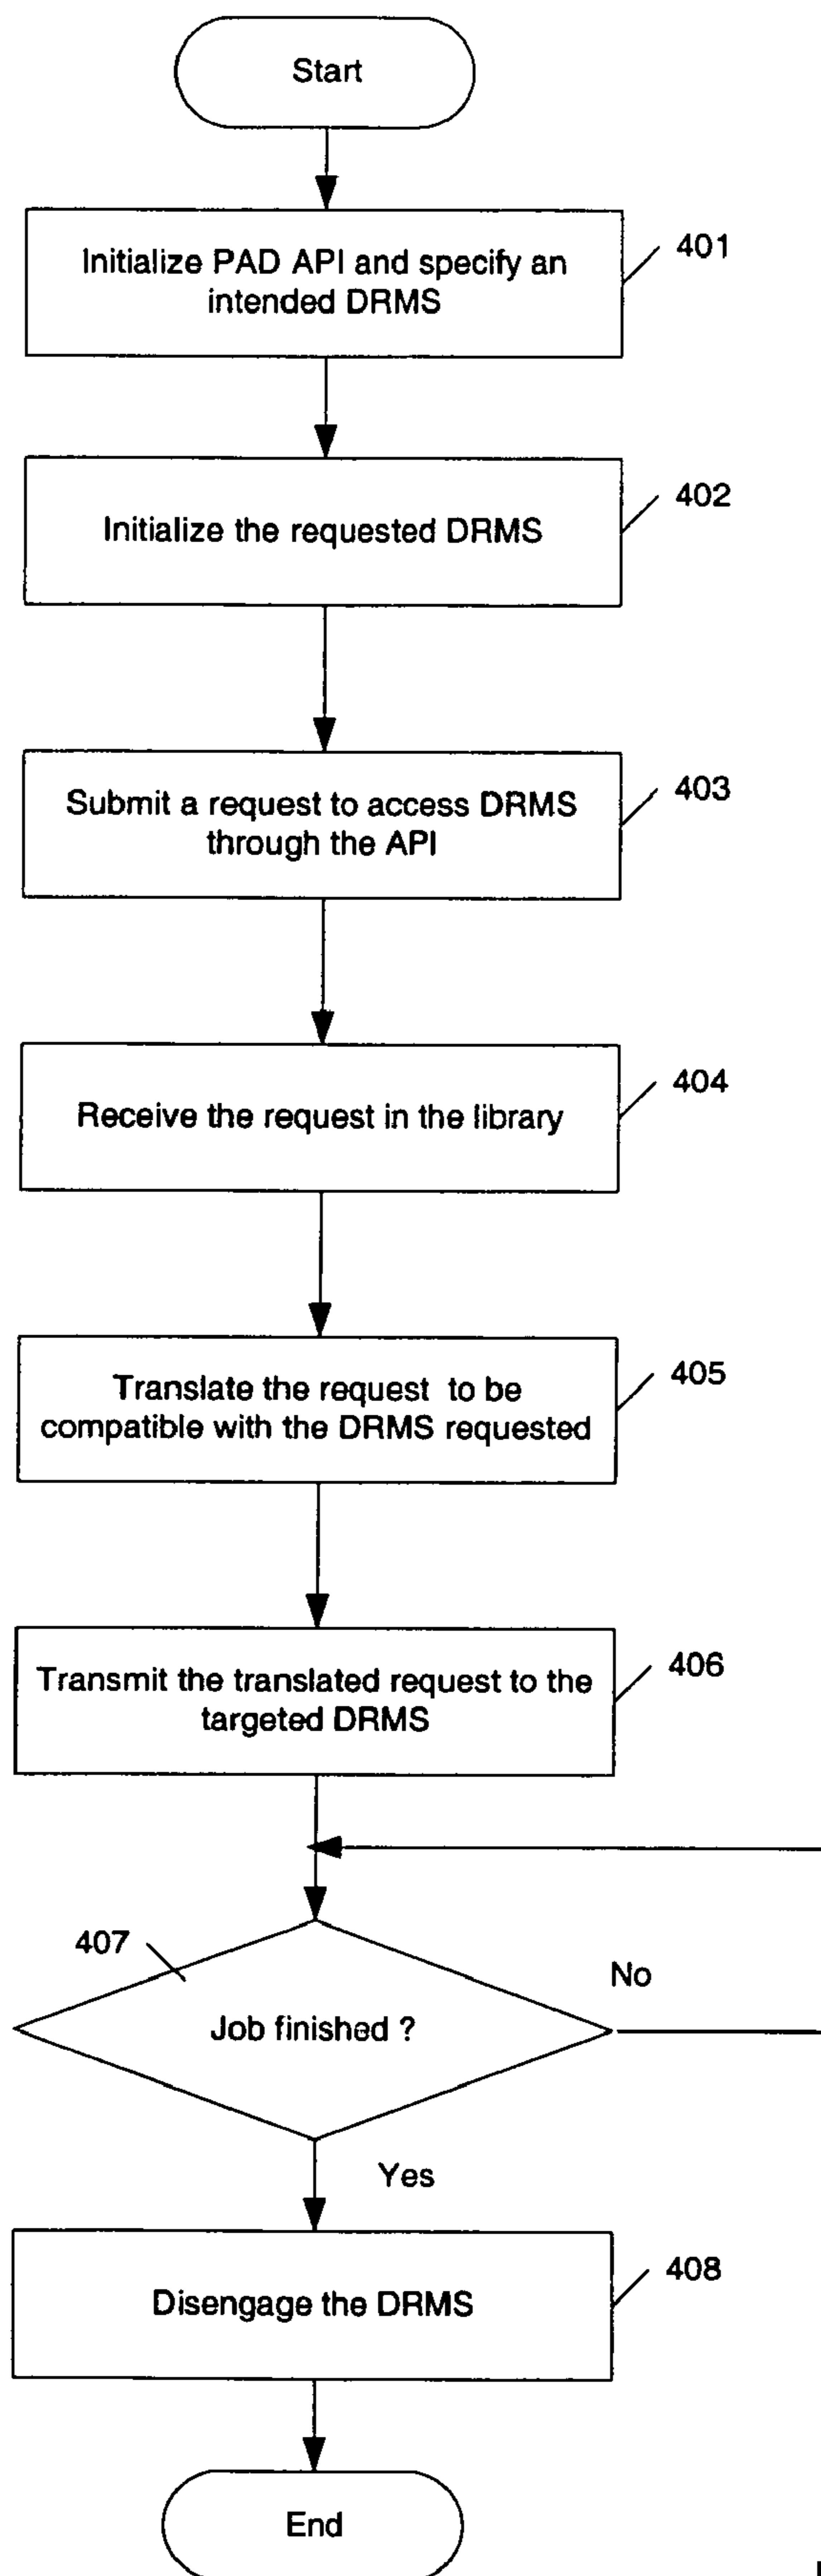 Start
Initialize PAD API and specify an
intended DRMS
401
Initialize the requested DRMS
402
Submit a request to access DRMS
through the API
403
Receive the request in the library
404
Translate the request to be
compatible with the DRMS requested
405
Transmit the translated request to the
targeted DRMS
406
407
Job finished ?
No
Yes
Disengage the DRMS
408
End